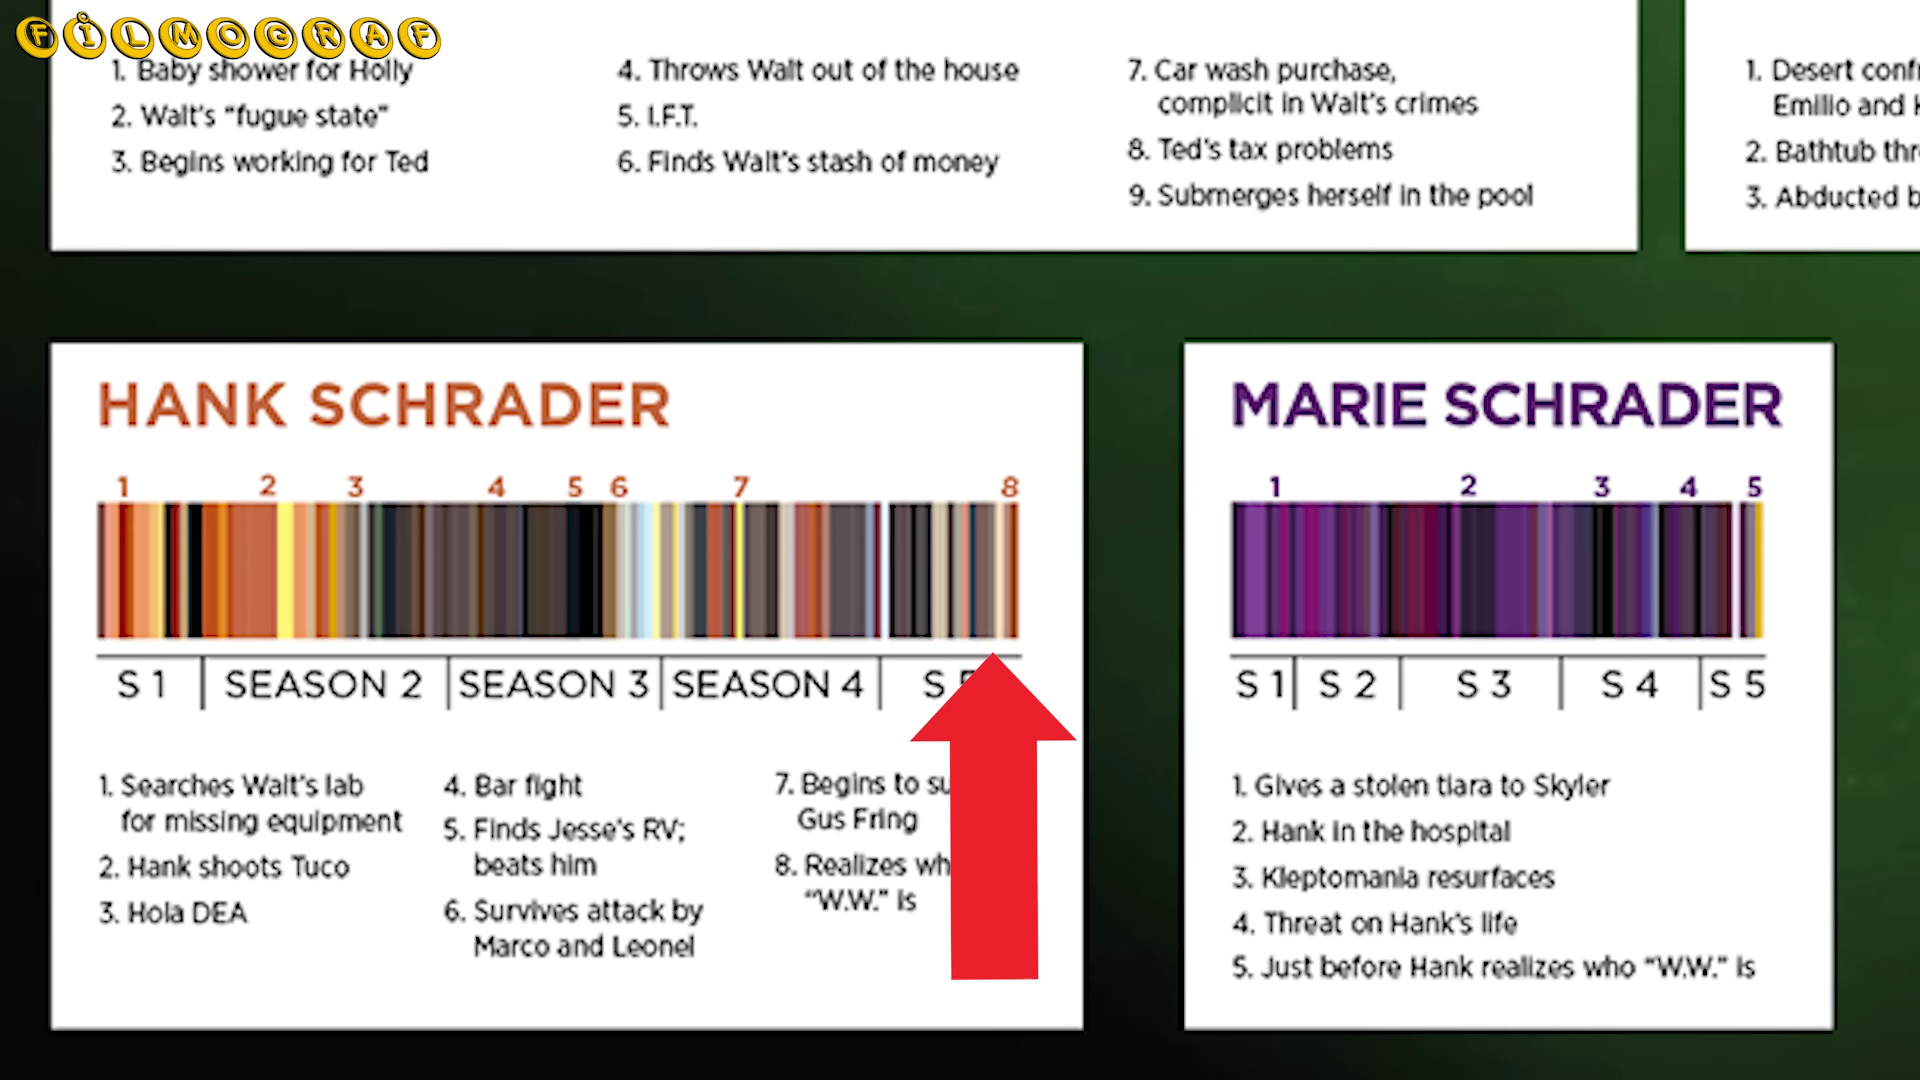 FİLMOGRAF
1. Baby shower for Holly
2. Walt's "fugue state"
3. Begins working for Ted
4. Throws Walt out of the house
5. I.F.T.
6. Finds Walt's stash of money
7. Car wash purchase,
complicit in Walt's crimes
8. Ted's tax problems
9. Submerges herself in the pool
1. Desert
Emilio and
2. Bathtub
3. Abducted
HANK SCHRADER
1 2 3 4 5 6 7 8
S 1 SEASON 2 SEASON 3 SEASON 4 S
1. Searches Walt's lab
for missing equipment
2. Hank shoots Tuco
3. Hola DEA
4. Bar fight
5. Finds Jesse's RV;
beats him
6. Survives attack by
Marco and Leonel
7. Begins to
Gus Fring
8. Realizes
"W.W." is
MARIE SCHRADER
1 2 3 4 5
S 1 S 2 S 3 S 4 S 5
1. Gives a stolen tiara to Skyler
2. Hank in the hospital
3. Kleptomania resurfaces
4. Threat on Hank's life
5. Just before Hank realizes who "W.W." is